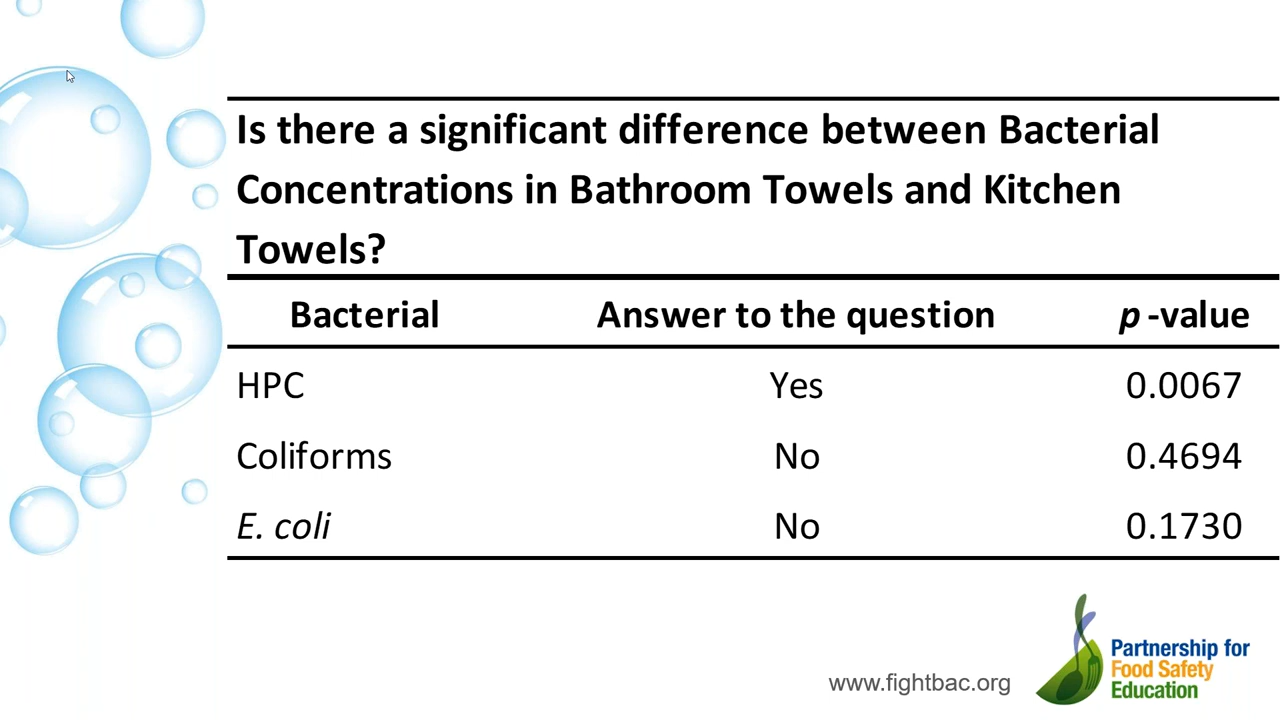 Is there a significant difference between Bacterial
Concentrations in Bathroom Towels and Kitchen
Towels?
Bacterial Answer to the question p -value
HPC Yes 0.0067
Coliforms No 0.4694
E. coli No 0.1730
www.fightbac.org
Partnership for
Food Safety
Education